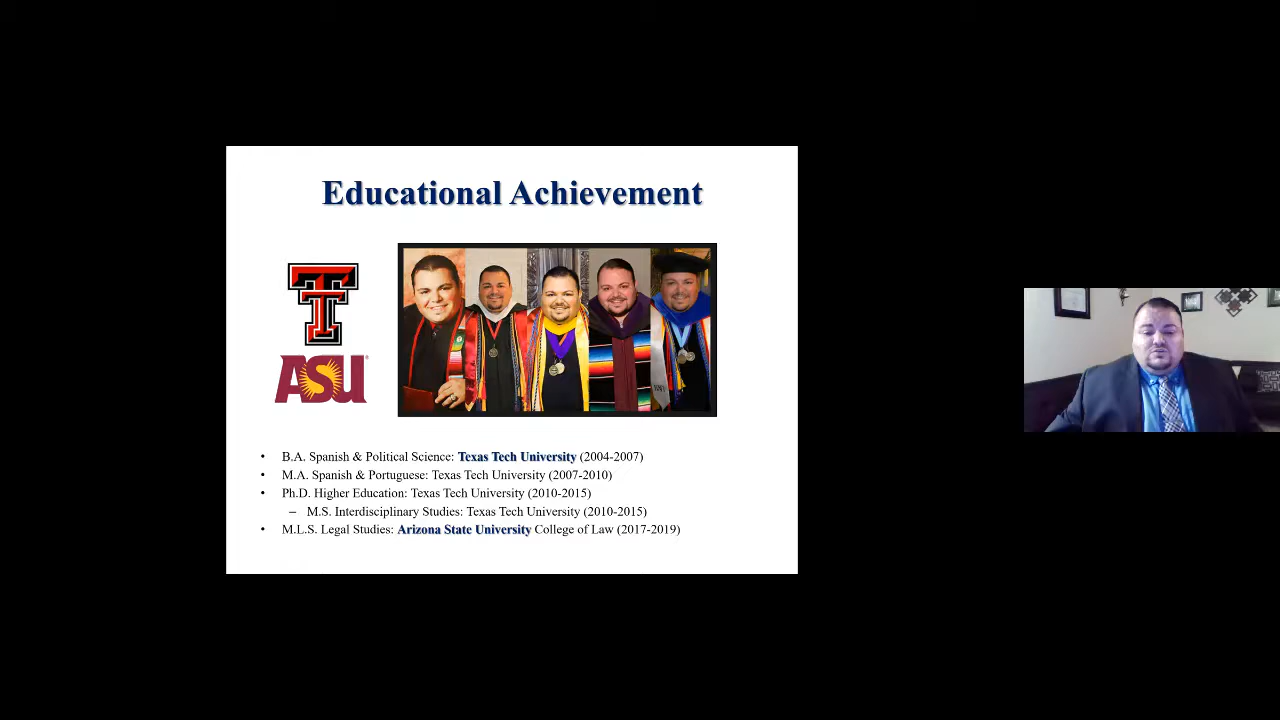 Educational Achievement
T
ASU®
• B.A. Spanish & Political Science: Texas Tech University (2004-2007)
• M.A. Spanish & Portuguese: Texas Tech University (2007-2010)
• Ph.D. Higher Education: Texas Tech University (2010-2015)
– M.S. Interdisciplinary Studies: Texas Tech University (2010-2015)
• M.L.S. Legal Studies: Arizona State University College of Law (2017-2019)